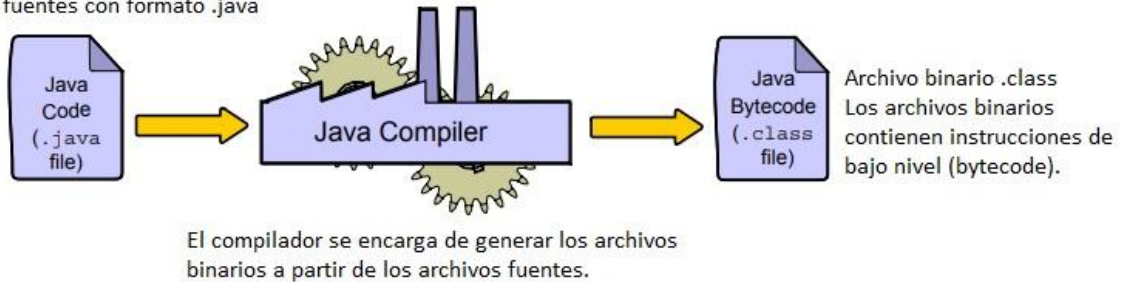 fuentes con formato .java
Java
Code
(.java
file)
Java Compiler
Java
Bytecode
(.class
file)
Archivo binario .class
Los archivos binarios
contienen instrucciones de
bajo nivel (bytecode).
El compilador se encarga de generar los archivos
binarios a partir de los archivos fuentes.